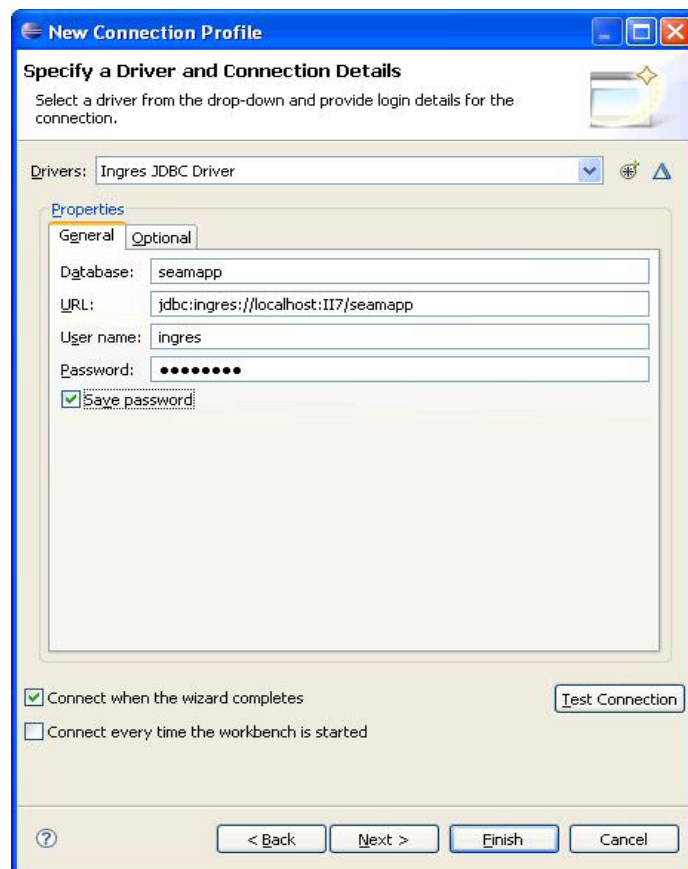 New Connection Profile
Specify a Driver and Connection Details
Select a driver from the drop-down and provide login details for the
connection.
Drivers: Ingres JDBC Driver
Properties
General Optional
Database: seamapp
URL: jdbc:ingres://localhost:II7/seamapp
User name: ingres
Password: ●●●●●●●●
Save password
Connect when the wizard completes
Test Connection
Connect every time the workbench is started
? < Back Next > Finish Cancel